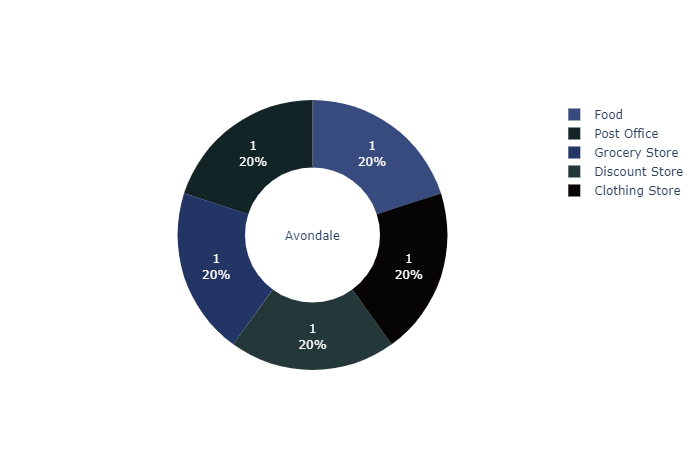 1
20%
1
20%
1
20%
1
20%
1
20%
Avondale
Food
Post Office
Grocery Store
Discount Store
Clothing Store